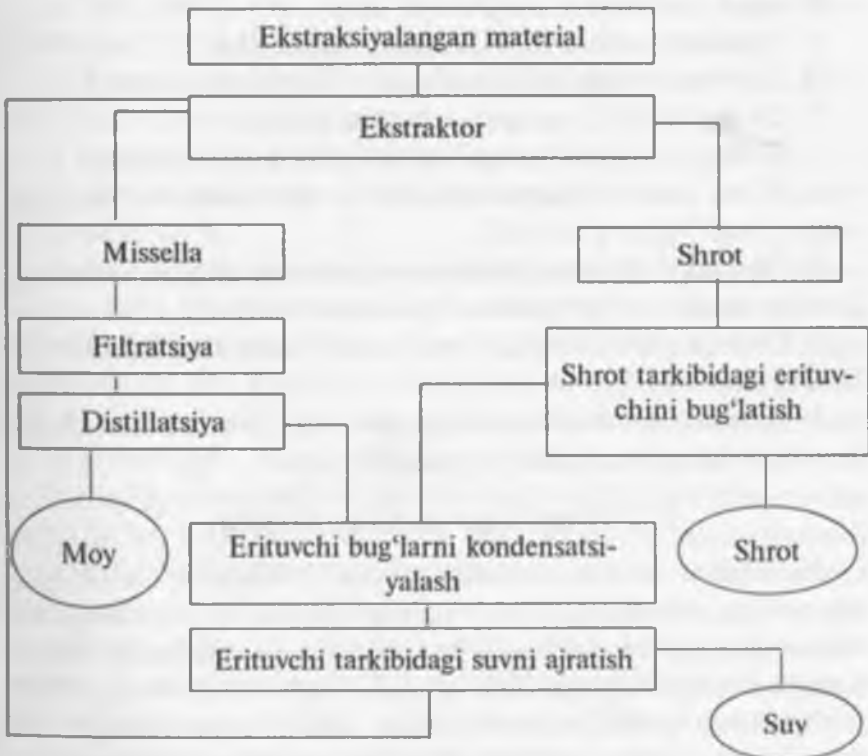 Ekstraksiyalangan material
Ekstraktor
Missella
Shrot
Filtratsiya
Shrot tarkibidagi erituv-
chini bug‘latish
Distillatsiya
Moy
Erituvchi bug‘larni kondensatsi-
yalash
Shrot
Erituvchi tarkibidagi suvni ajratish
Suv